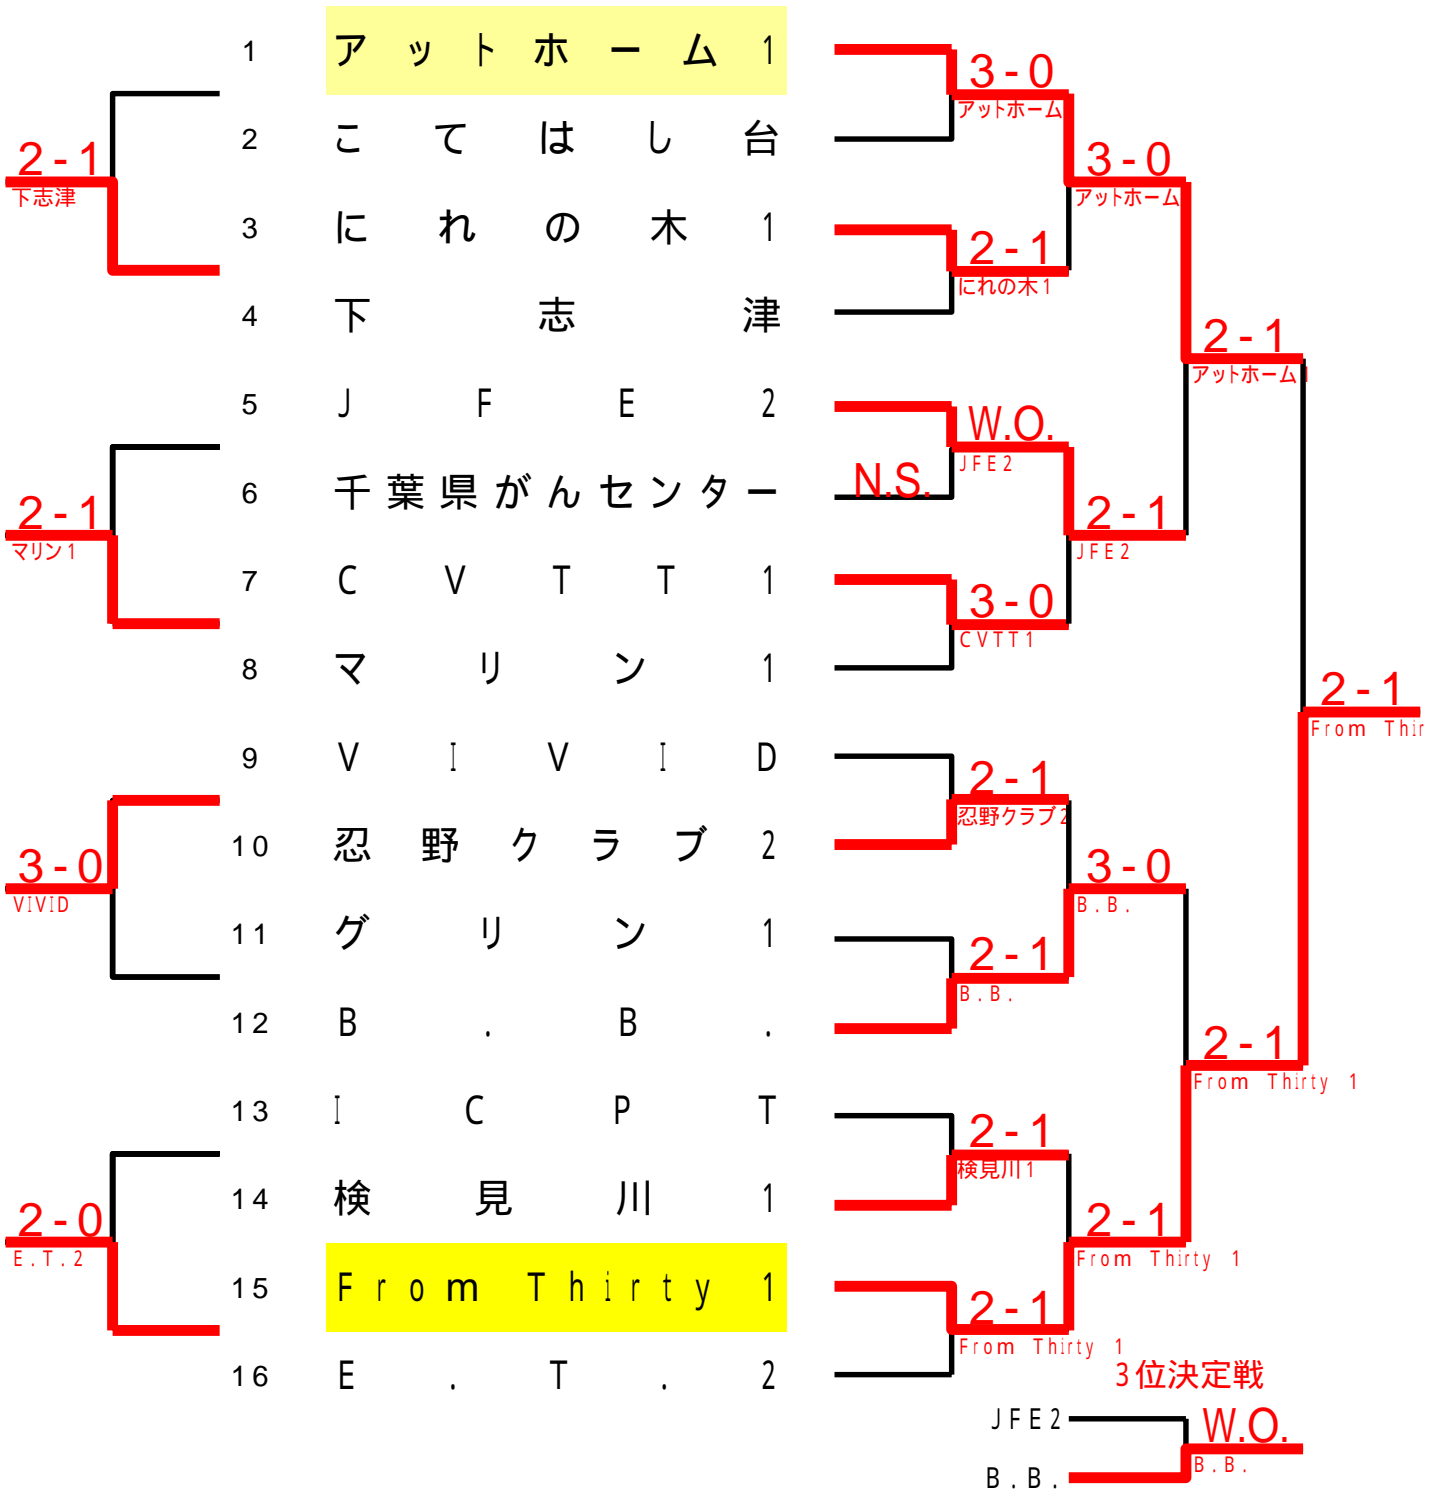 1 アットホーム1
2 こてはし台
3 にれの木1
4 下志津
5 JFE2
6 千葉県がんセンター
7 CVTT1
8 マリン1
9 VIVID
10 忍野クラブ2
11 グリン1
12 B.B.
13 ICPT
14 検見川1
15 From Thirty 1
16 E.T.2
2-1
下志津
2-1
マリン1
3-0
VIVID
2-0
E.T.2
3-0
アットホーム
2-1
にれの木1
N.S.
W.O.
JFE2
3-0
CVTT1
2-1
忍野クラブ2
2-1
B.B.
2-1
検見川1
2-1
From Thirty 1
3-0
アットホーム
2-1
JFE2
3-0
B.B.
2-1
From Thirty 1
2-1
アットホーム1
2-1
From Thirty 1
2-1
From Thir
3位決定戦
JFE2
B.B.
W.O.
B.B.